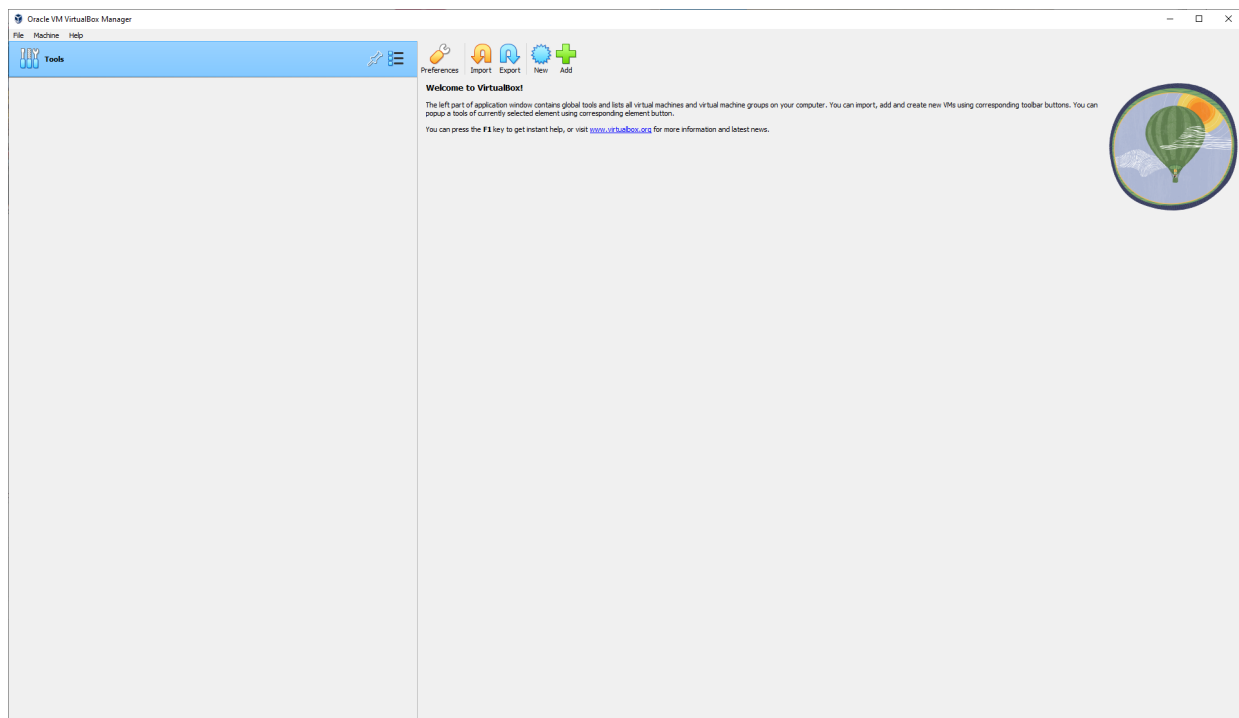 Oracle VM VirtualBox Manager
File Machine Help
Tools
Preferences Import Export New Add
Welcome to VirtualBox!
The left part of application window contains global tools and lists all virtual machines and virtual machine groups on your computer. You can import, add and create new VMs using corresponding toolbar buttons. You can
popup a tools of currently selected element using corresponding element button.
You can press the F1 key to get instant help, or visit www.virtualbox.org for more information and latest news.